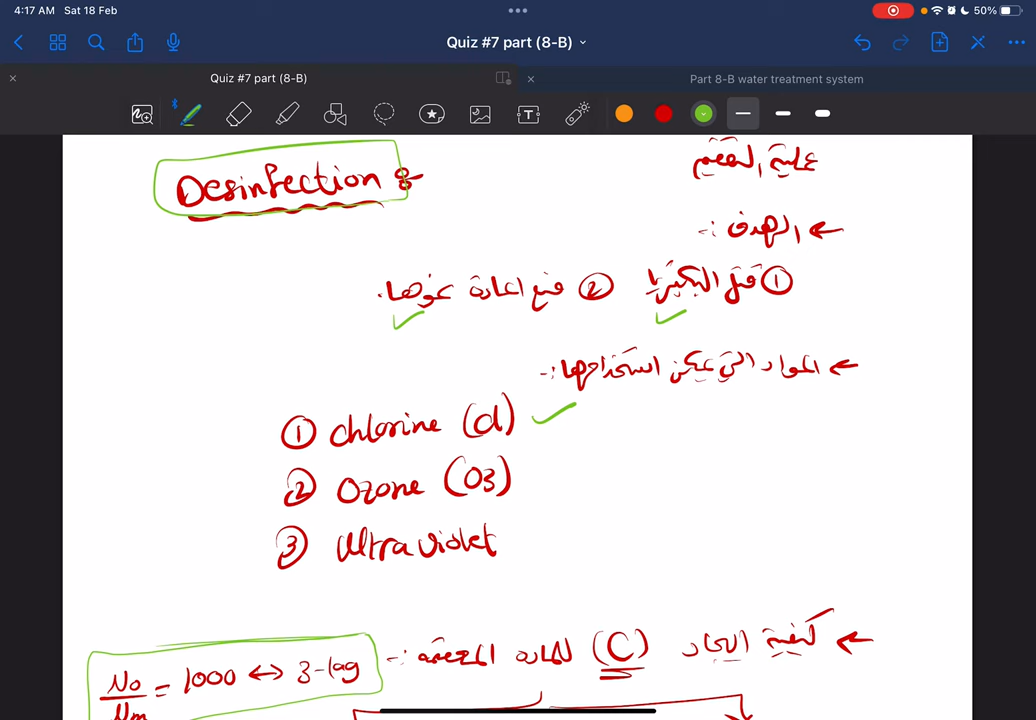 4:17 AM Sat 18 Feb
50%
Quiz #7 part (8-B)
Quiz #7 part (8-B)
Part 8-B water treatment system
عملية التعقيم
Desinfection :-
← الهدف :-
① قتل البكتيريا ② منع اعادة نموها.
← المواد التي يمكن استخدامها :-
① chlorine (cl)
② Ozone (O3)
③ ultraviolet
← كيفية ايجاد (C) للمادة المعقمة :-
No/Nm = 1000 ↔ 3-log